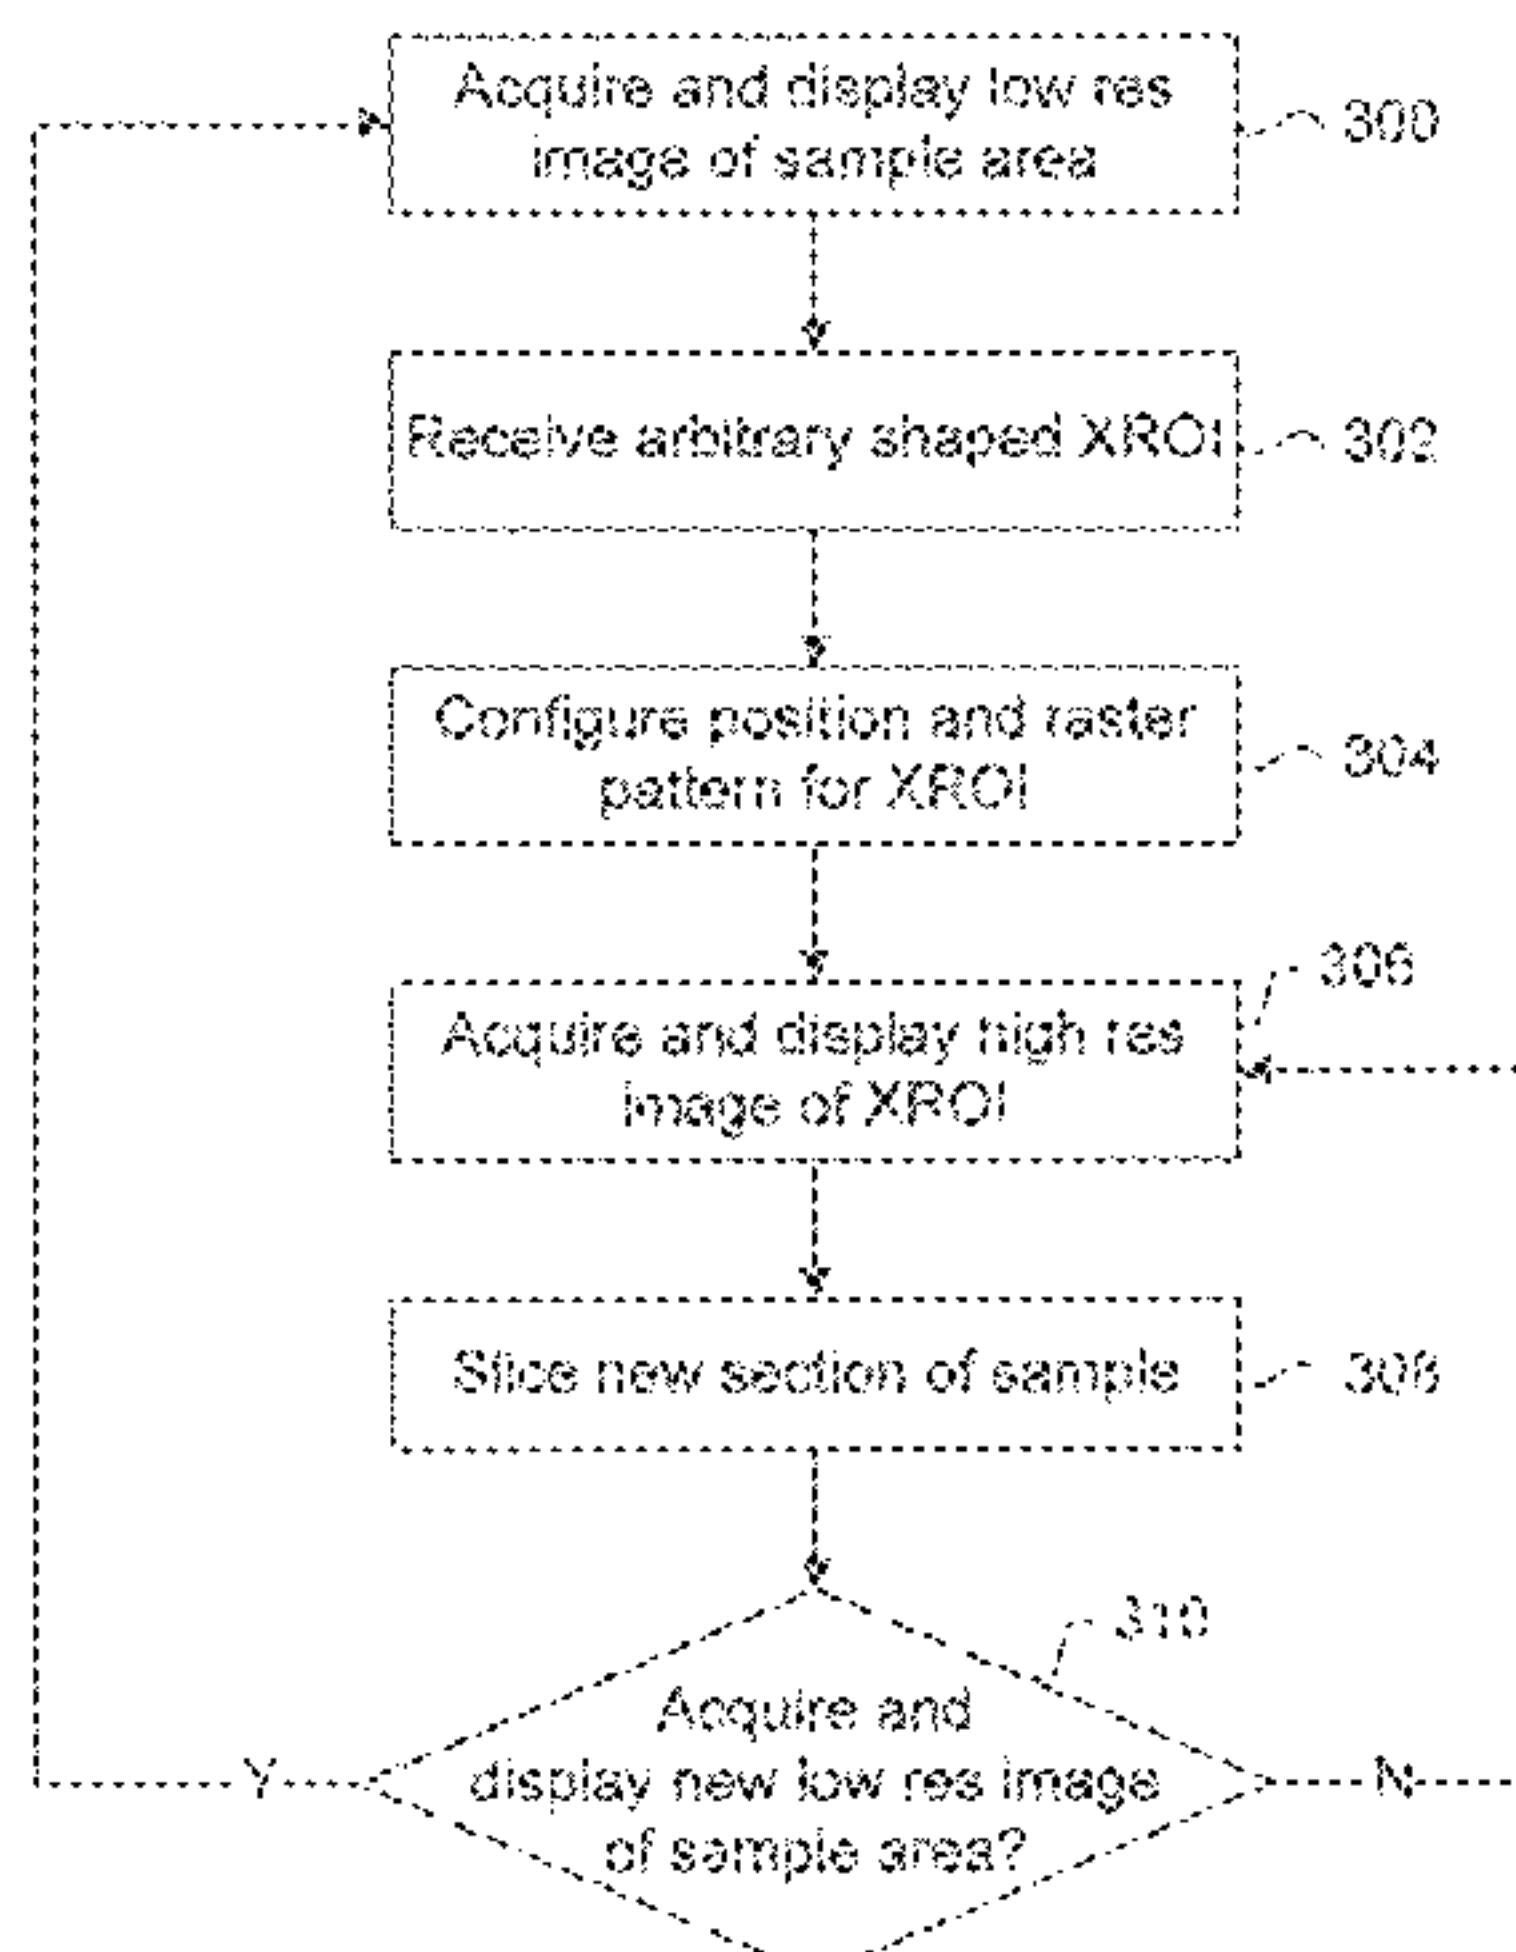 Acquire and display low res
image of sample area
300
Receive arbitrary shaped XROI
302
Configure position and raster
pattern for XROI
304
306
Acquire and display high res
image of XROI
Slice new section of sample
308
310
Acquire and
display new low res image
of sample area?
Y
N